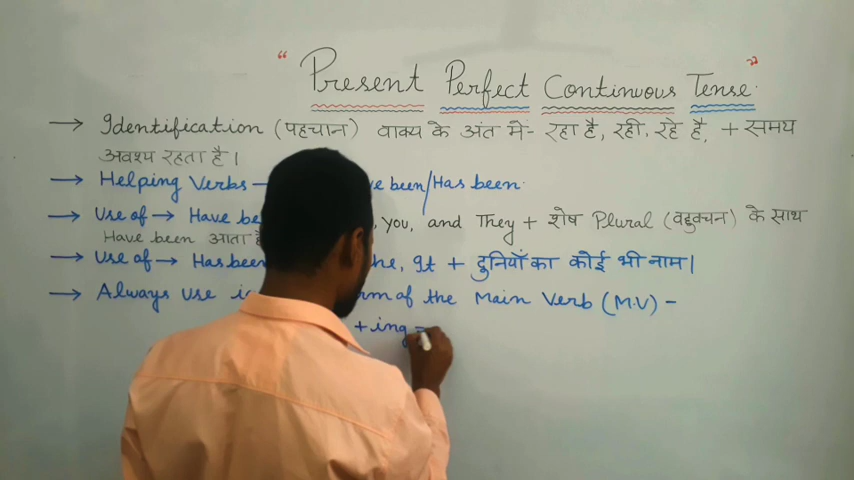 " Present Perfect Continuous Tense. "
→ Identification (पहचान) वाक्य के अंत में- रहा है, रही, रहे है, + समय
अवश्य रहता है।
→ Helping Verbs → ve been/Has been.
→ Use of → Have be , you, and They + शेष Plural (वहुवचन) के साथ
Have been आता है
→ Use of → Has been he, It + दुनियाँ का कोई भी नाम।
→ Always use i rm of the Main Verb (M.V) -
+ ing =